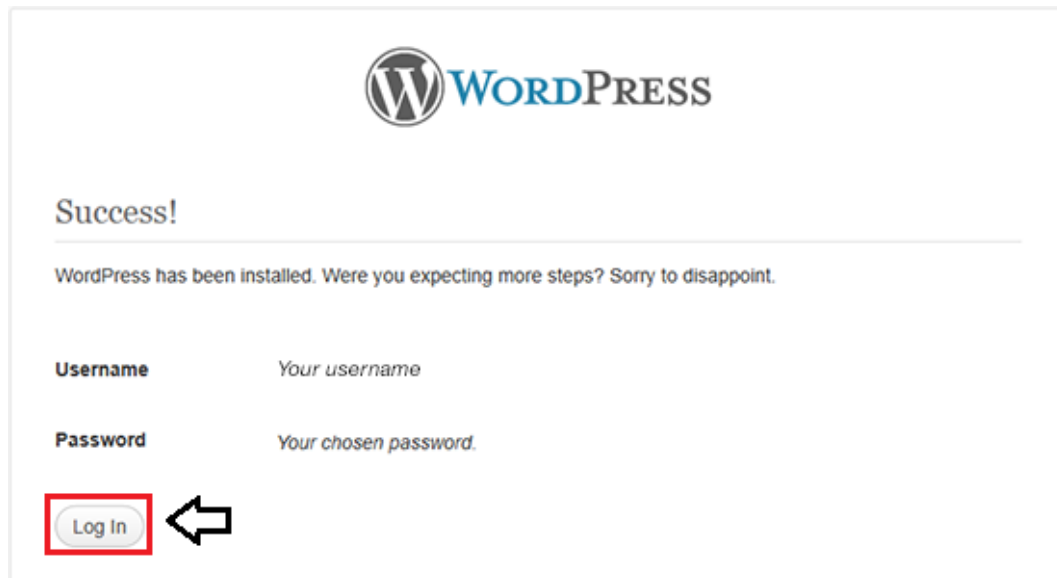 WORDPRESS
Success!
WordPress has been installed. Were you expecting more steps? Sorry to disappoint.
Username Your username
Password Your chosen password.
Log In